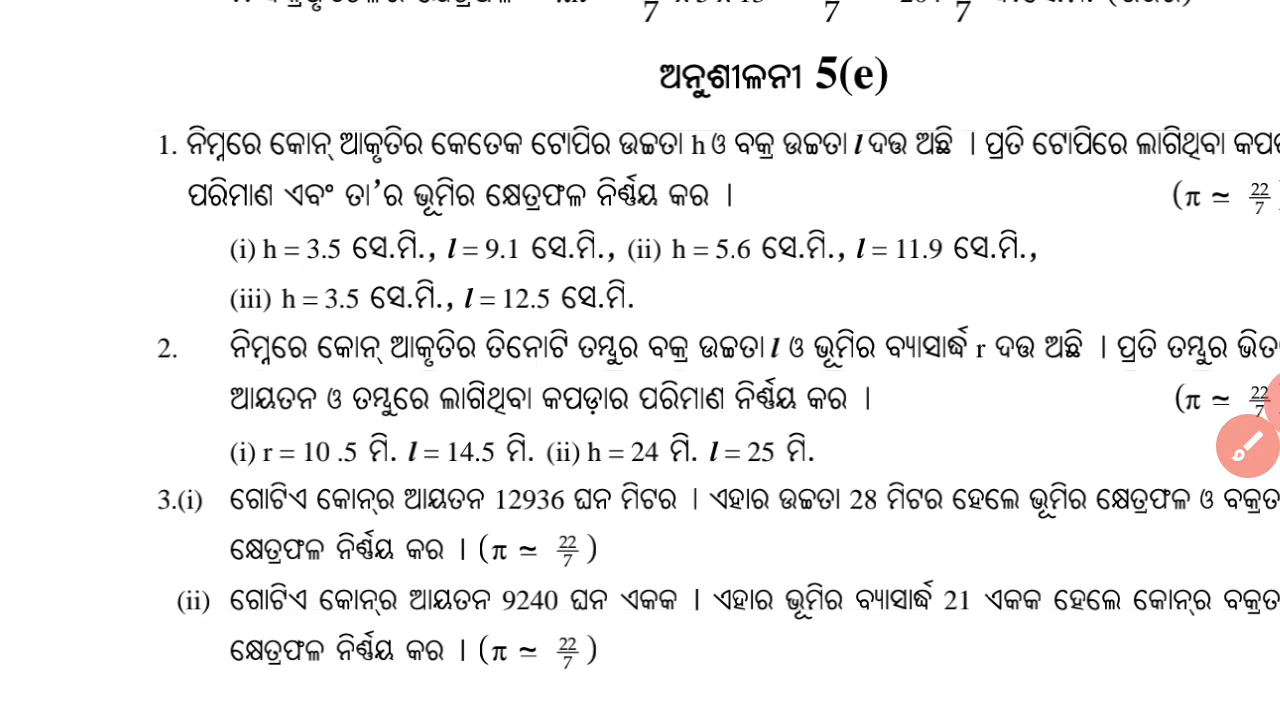 ଅନୁଶୀଳନୀ 5(e)
1. ନିମ୍ନରେ କୋନ୍ ଆକୃତିର କେତେକ ଟୋପିର ଉଚ୍ଚତା h ଓ ବକ୍ର ଉଚ୍ଚତା l ଦତ୍ତ ଅଛି । ପ୍ରତି ଟୋପିରେ ଲାଗିଥିବା
ପରିମାଣ ଏବଂ ତା'ର ଭୂମିର କ୍ଷେତ୍ରଫଳ ନିର୍ଣ୍ଣୟ କର । (π ≃ 22/7)
(i) h = 3.5 ସେ.ମି., l = 9.1 ସେ.ମି., (ii) h = 5.6 ସେ.ମି., l = 11.9 ସେ.ମି.,
(iii) h = 3.5 ସେ.ମି., l = 12.5 ସେ.ମି.
2. ନିମ୍ନରେ କୋନ୍ ଆକୃତିର ତିନୋଟି ତମ୍ବୁର ବକ୍ର ଉଚ୍ଚତା l ଓ ଭୂମିର ବ୍ୟାସାର୍ଦ୍ଧ r ଦତ୍ତ ଅଛି । ପ୍ରତି ତମ୍ବୁର
ଆୟତନ ଓ ତମ୍ବୁରେ ଲାଗିଥିବା କପଡ଼ାର ପରିମାଣ ନିର୍ଣ୍ଣୟ କର । (π ≃ 22/7
(i) r = 10 .5 ମି. l = 14.5 ମି. (ii) h = 24 ମି. l = 25 ମି.
3.(i) ଗୋଟିଏ କୋନ୍‌ର ଆୟତନ 12936 ଘନ ମିଟର । ଏହାର ଉଚ୍ଚତା 28 ମିଟର ହେଲେ ଭୂମିର କ୍ଷେତ୍ରଫଳ ଓ
କ୍ଷେତ୍ରଫଳ ନିର୍ଣ୍ଣୟ କର । (π ≃ 22/7)
(ii) ଗୋଟିଏ କୋନ୍‌ର ଆୟତନ 9240 ଘନ ଏକକ । ଏହାର ଭୂମିର ବ୍ୟାସାର୍ଦ୍ଧ 21 ଏକକ ହେଲେ କୋନ୍‌ର
କ୍ଷେତ୍ରଫଳ ନିର୍ଣ୍ଣୟ କର । (π ≃ 22/7)